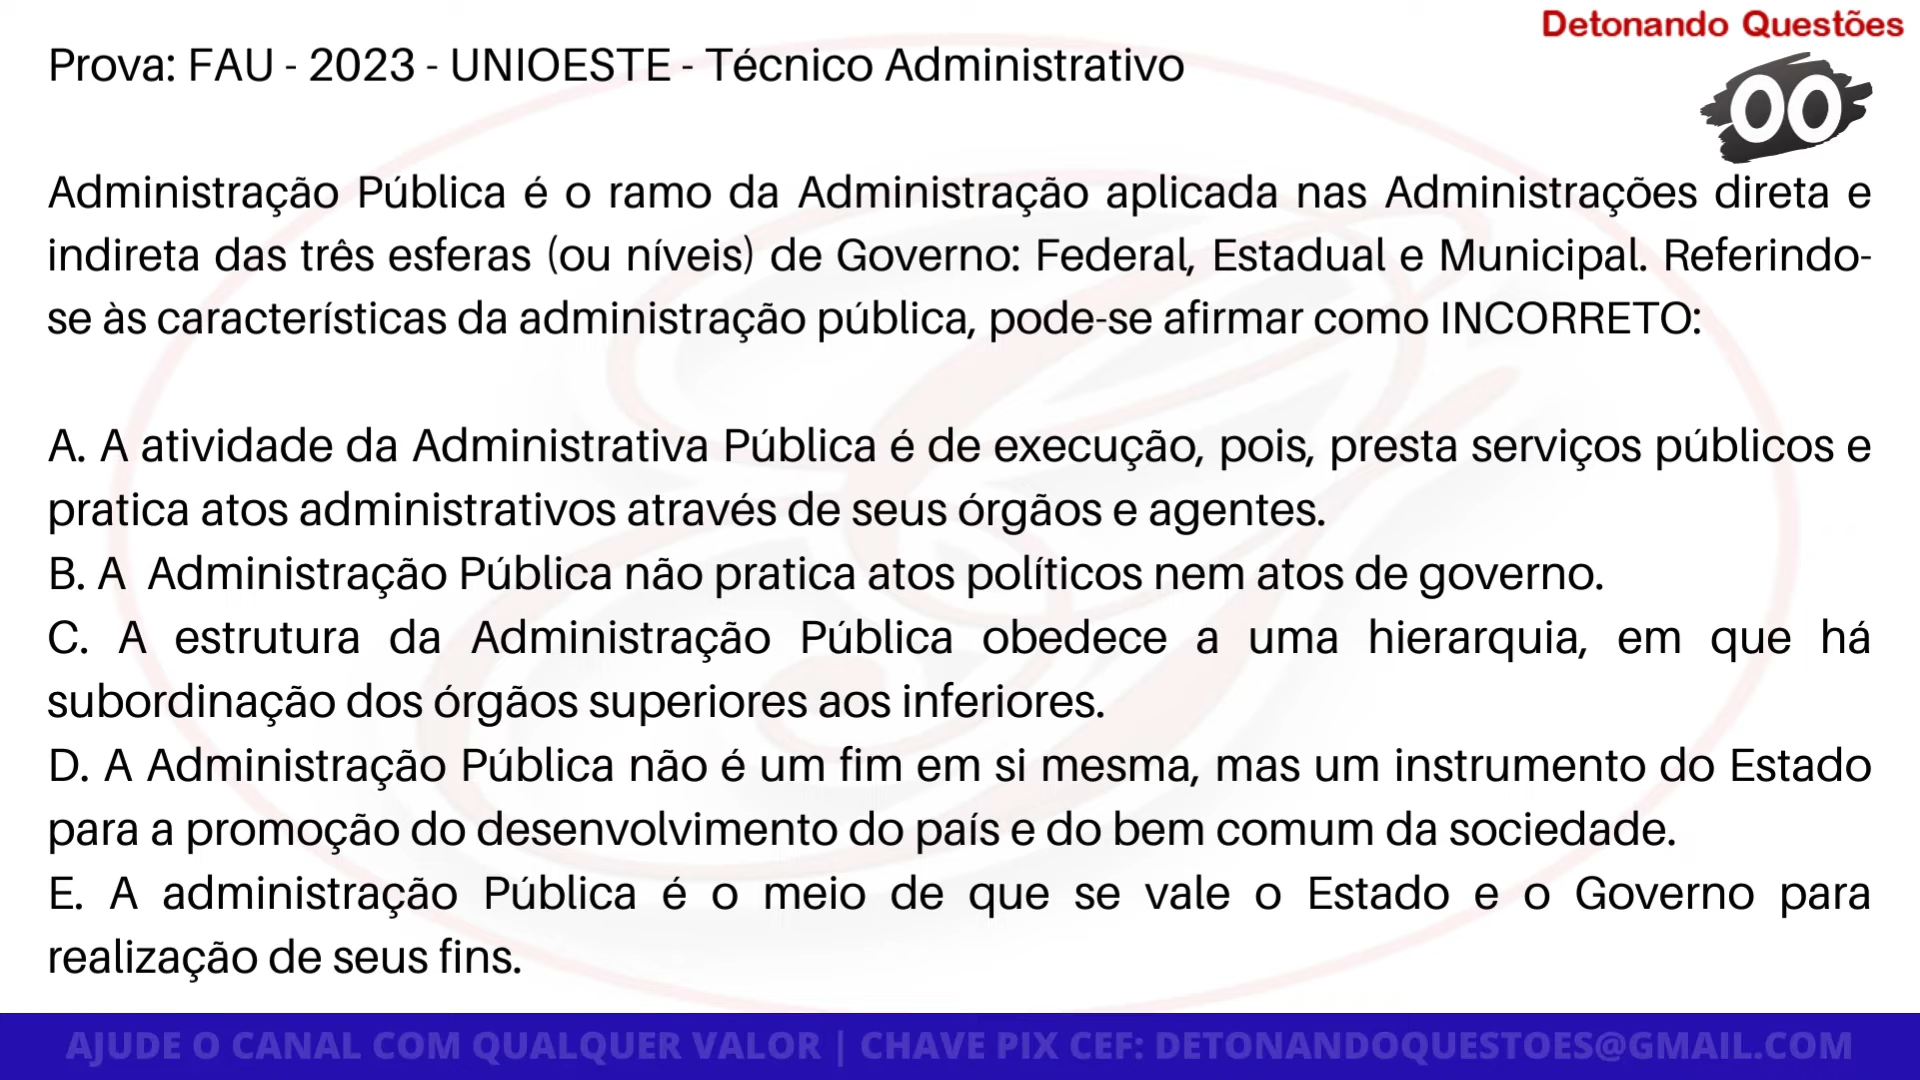 Detonando Questões
Prova: FAU - 2023 - UNIOESTE - Técnico Administrativo
00
Administração Pública é o ramo da Administração aplicada nas Administrações direta e
indireta das três esferas (ou níveis) de Governo: Federal, Estadual e Municipal. Referindo-
se às características da administração pública, pode-se afirmar como INCORRETO:
A. A atividade da Administrativa Pública é de execução, pois, presta serviços públicos e
pratica atos administrativos através de seus órgãos e agentes.
B. A Administração Pública não pratica atos políticos nem atos de governo.
C. A estrutura da Administração Pública obedece a uma hierarquia, em que há
subordinação dos órgãos superiores aos inferiores.
D. A Administração Pública não é um fim em si mesma, mas um instrumento do Estado
para a promoção do desenvolvimento do país e do bem comum da sociedade.
E. A administração Pública é o meio de que se vale o Estado e o Governo para
realização de seus fins.
AJUDE O CANAL COM QUALQUER VALOR | CHAVE PIX CEF: DETONANDOQUESTOES@GMAIL.COM